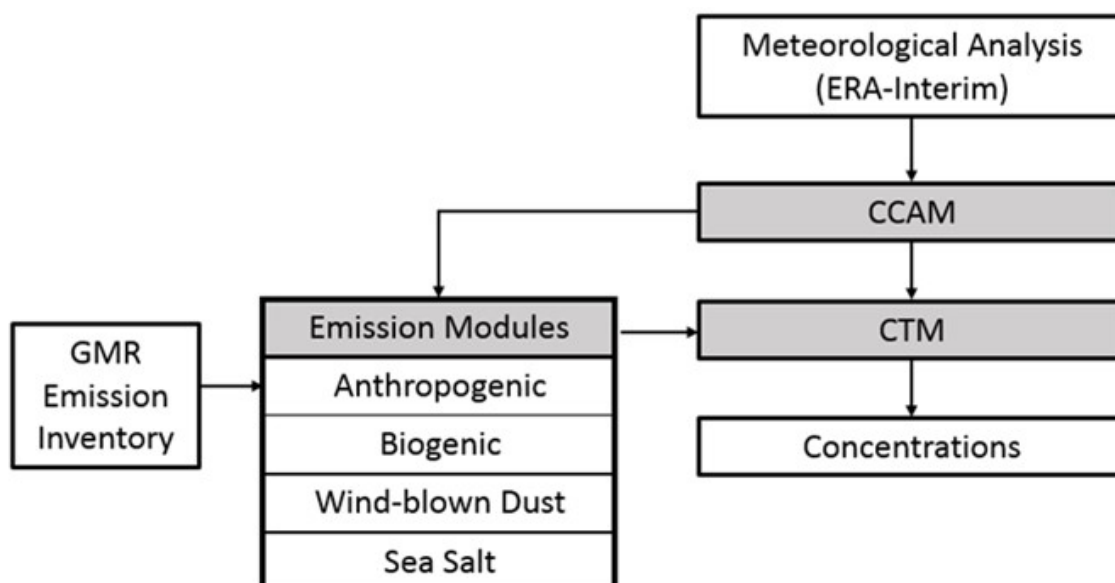 Meteorological Analysis
(ERA-Interim)
CCAM
Emission Modules
CTM
GMR
Emission
Inventory
Anthropogenic
Biogenic
Concentrations
Wind-blown Dust
Sea Salt